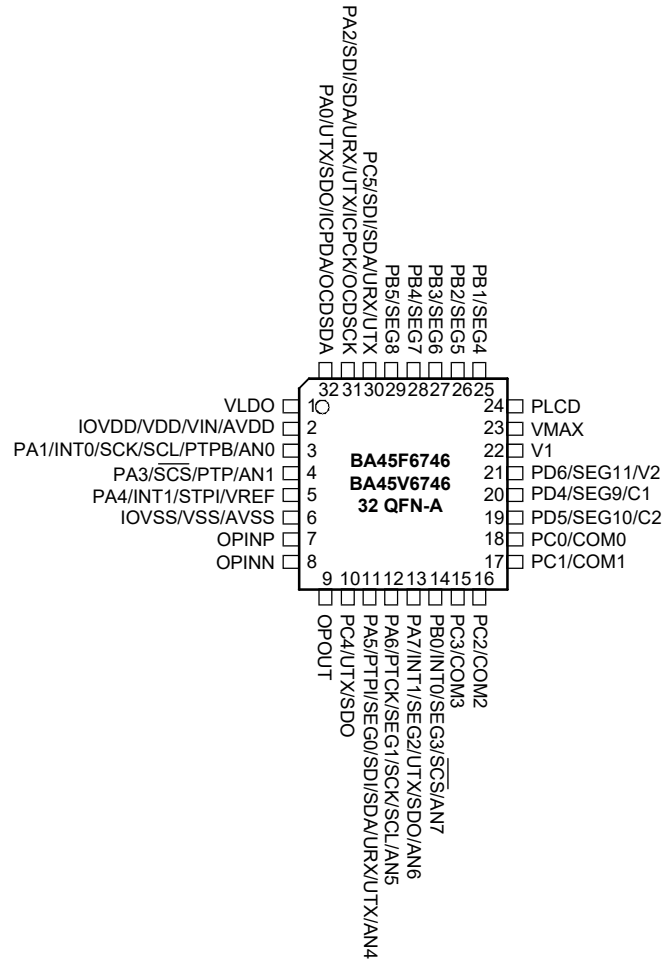 PA0/UTX/SDO/ICPDA/OCDSDA
PA2/SDI/SDA/URX/UTX/ICPCK/OCDSCK
PC5/SDI/SDA/URX/UTX
PB5/SEG8
PB4/SEG7
PB3/SEG6
PB2/SEG5
PB1/SEG4
32 31 30 29 28 27 26 25
VLDO 1
IOVDD/VDD/VIN/AVDD 2
PA1/INT0/SCK/SCL/PTPB/AN0 3
PA3/S̅C̅S̅/PTP/AN1 4
PA4/INT1/STPI/VREF 5
IOVSS/VSS/AVSS 6
OPINP 7
OPINN 8
BA45F6746
BA45V6746
32 QFN-A
24 PLCD
23 VMAX
22 V1
21 PD6/SEG11/V2
20 PD4/SEG9/C1
19 PD5/SEG10/C2
18 PC0/COM0
17 PC1/COM1
9 10 11 12 13 14 15 16
OPOUT
PC4/UTX/SDO
PA5/PTPI/SEG0/SDI/SDA/URX/UTX/AN4
PA6/PTCK/SEG1/SCK/SCL/AN5
PA7/INT1/SEG2/UTX/SDO/AN6
PB0/INT0/SEG3/S̅C̅S̅/AN7
PC3/COM3
PC2/COM2